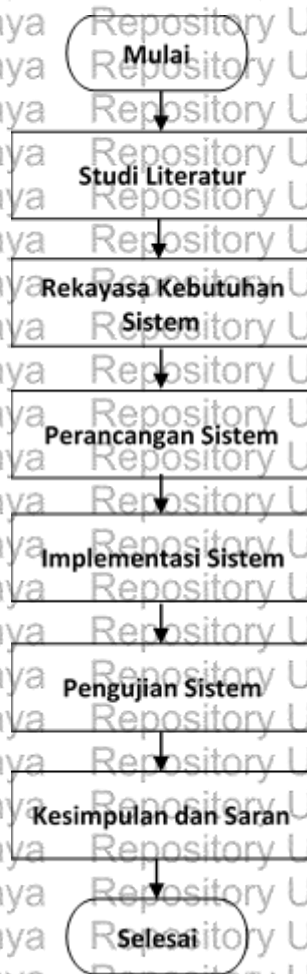 Mulai
Studi Literatur
Rekayasa Kebutuhan
Sistem
Perancangan Sistem
Implementasi Sistem
Pengujian Sistem
Kesimpulan dan Saran
Selesai